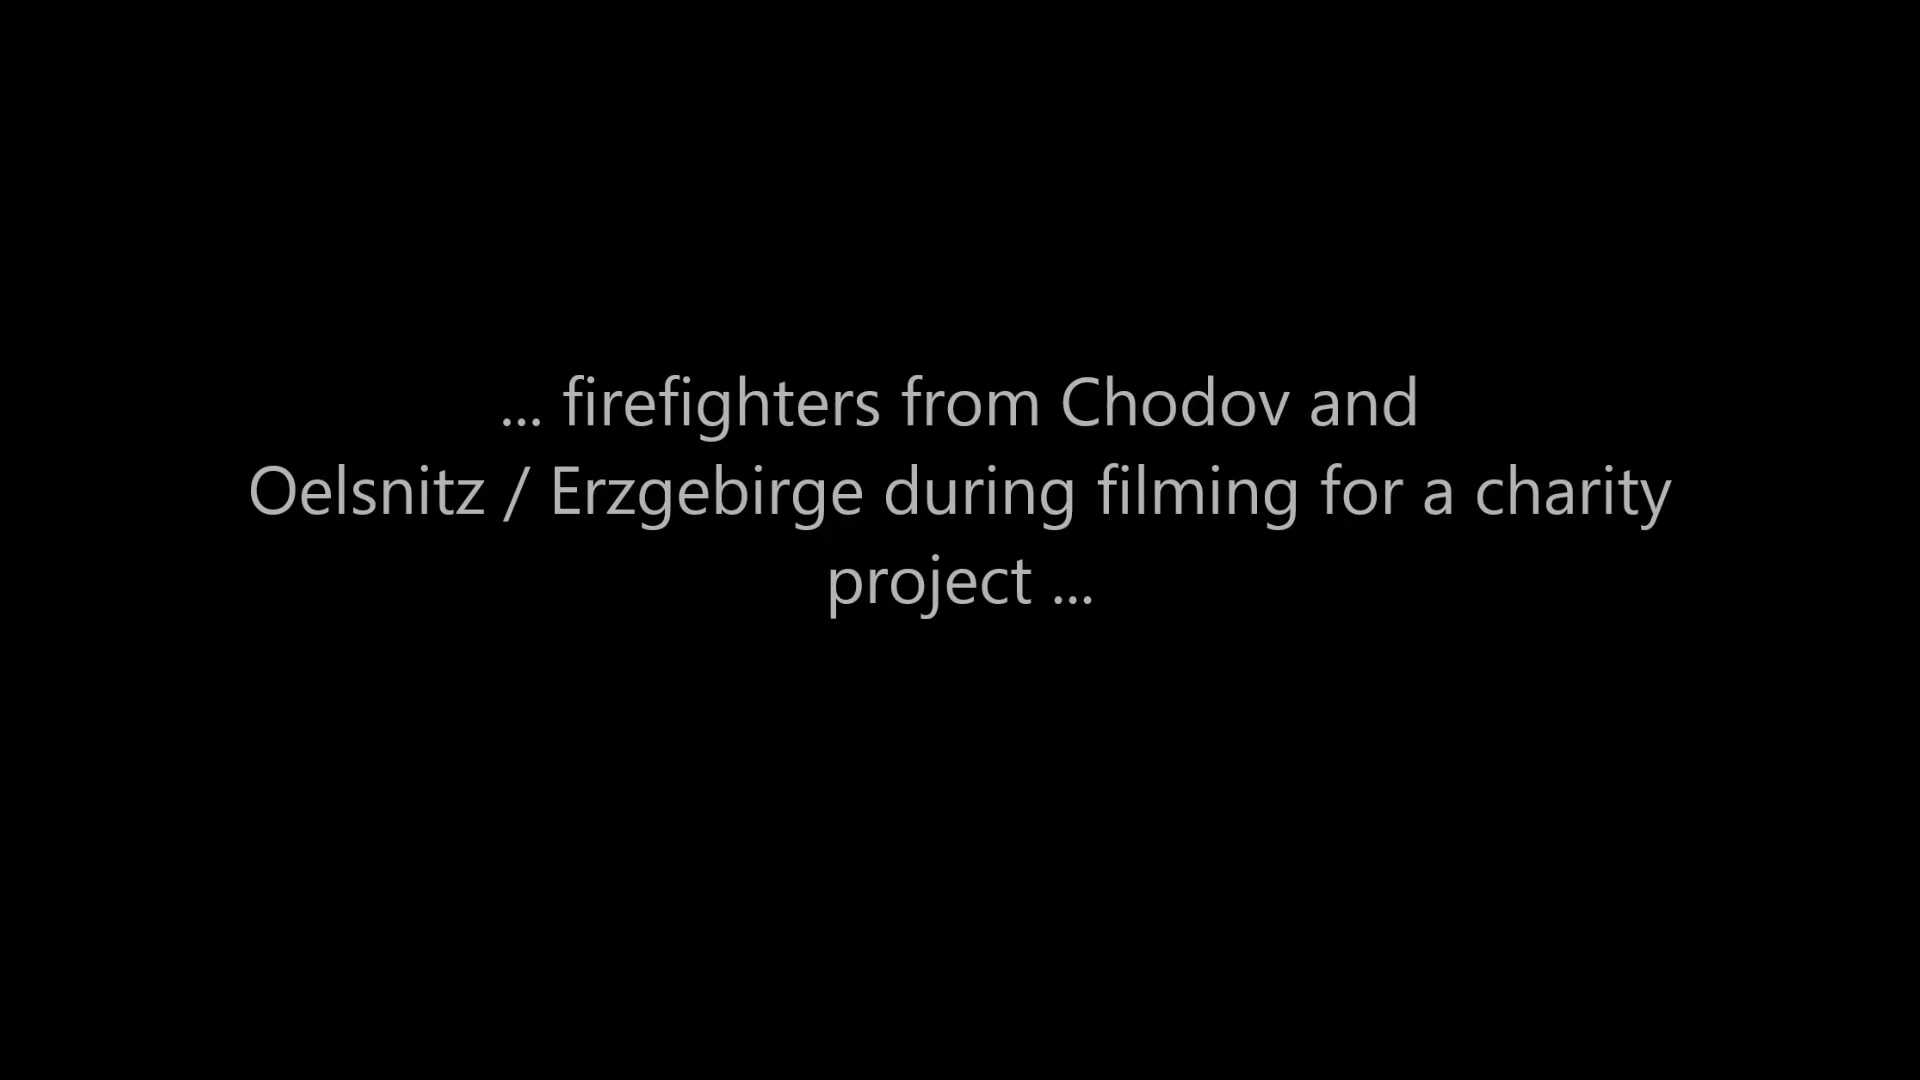 ... firefighters from Chodov and
Oelsnitz / Erzgebirge during filming for a charity
project ...